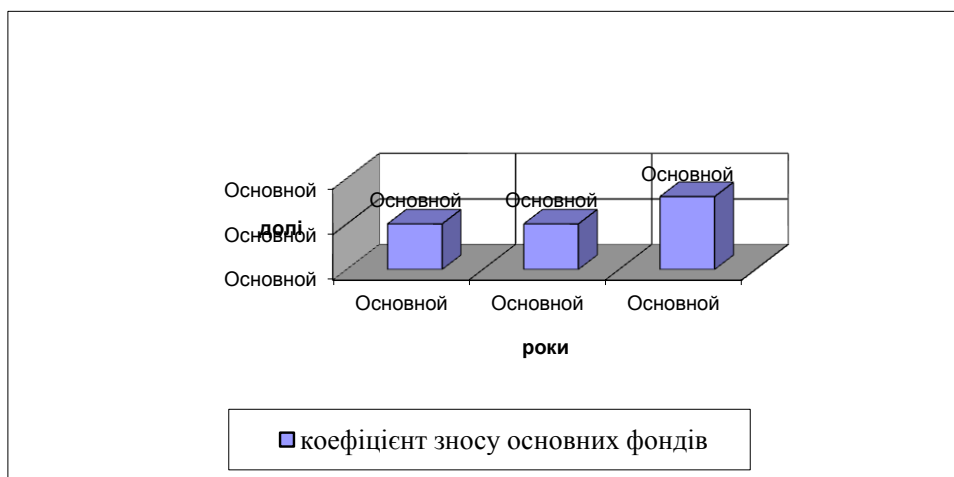 Основной
Основной Основной Основной
долі
Основной
Основной
Основной Основной Основной
роки
коефіцієнт зносу основних фондів